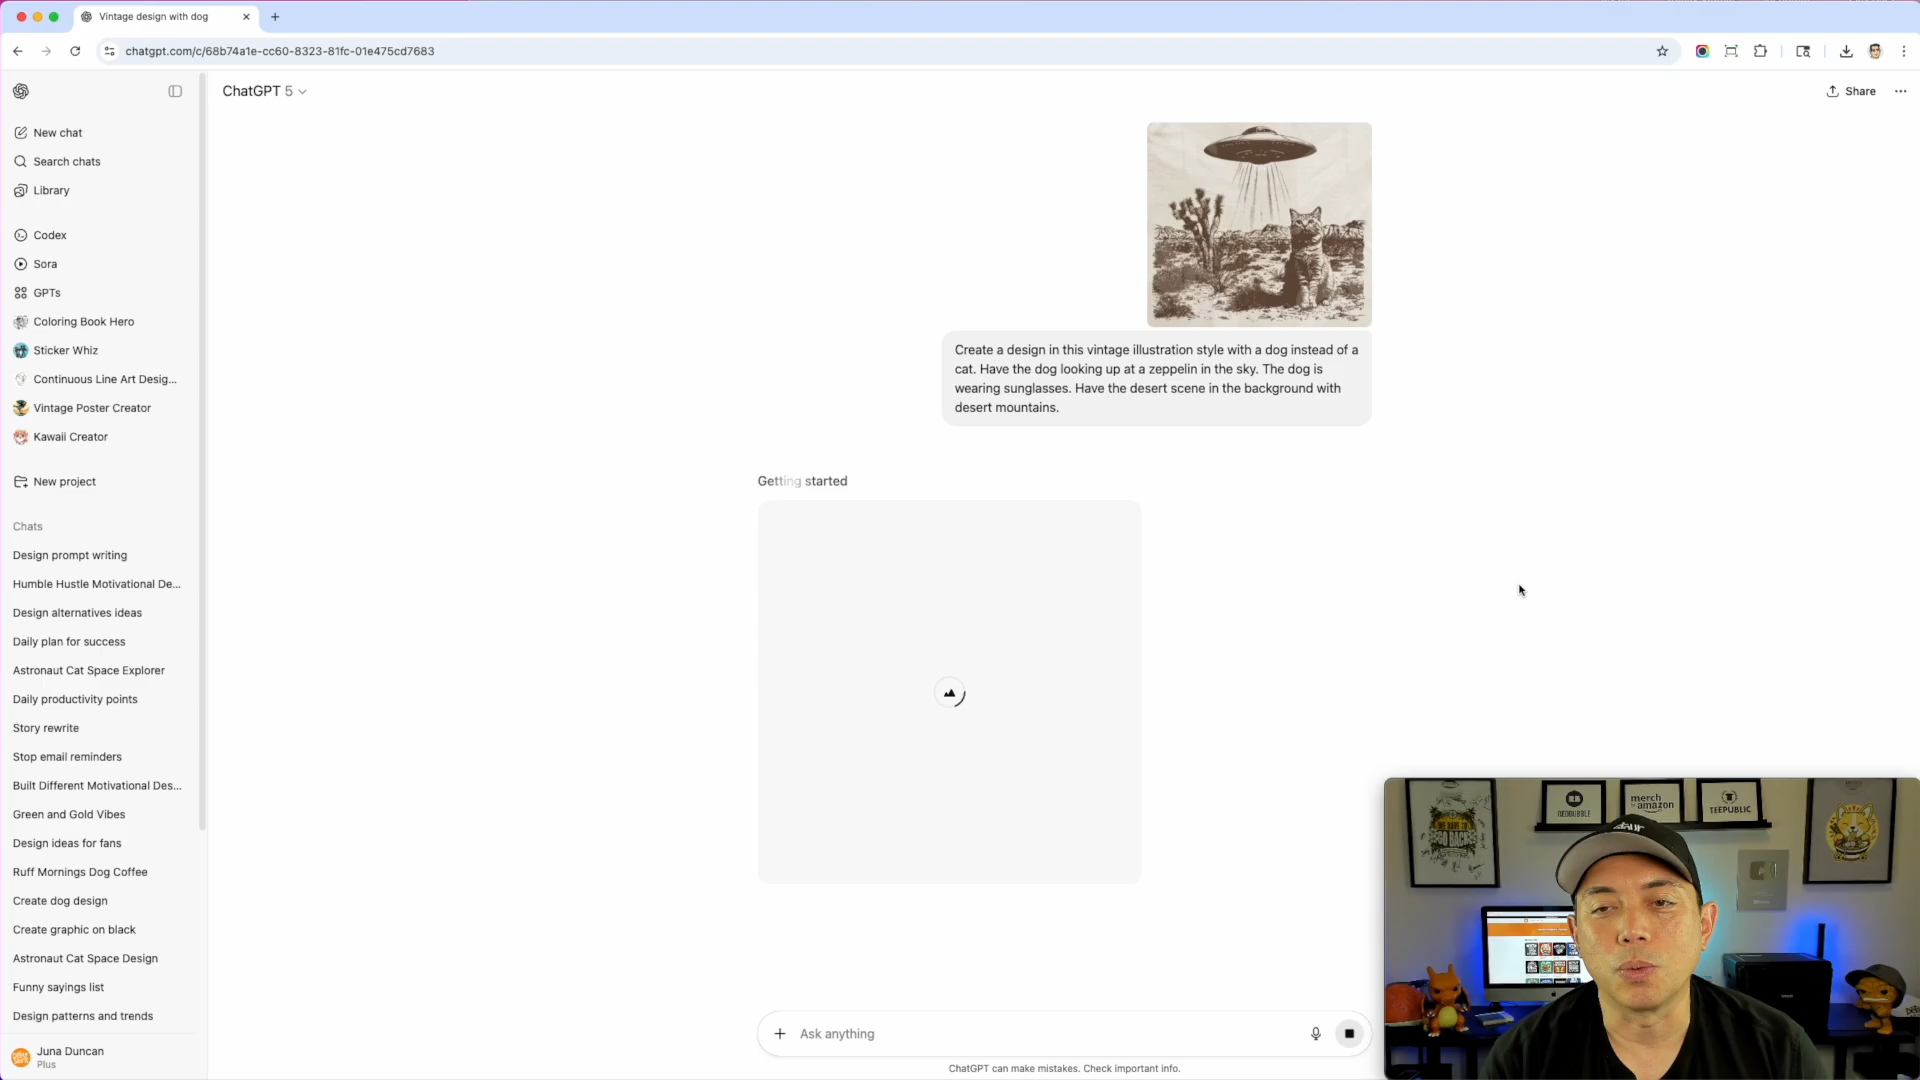 Vintage design with dog
chatgpt.com/c/68b74a1e-cc60-8323-81fc-01e475cd7683
ChatGPT 5
Share
New chat
Search chats
Library
Codex
Sora
GPTs
Coloring Book Hero
Sticker Whiz
Continuous Line Art Desig...
Vintage Poster Creator
Kawaii Creator
New project
Chats
Design prompt writing
Humble Hustle Motivational De...
Design alternatives ideas
Daily plan for success
Astronaut Cat Space Explorer
Daily productivity points
Story rewrite
Stop email reminders
Built Different Motivational Des...
Green and Gold Vibes
Design ideas for fans
Ruff Mornings Dog Coffee
Create dog design
Create graphic on black
Astronaut Cat Space Design
Funny sayings list
Design patterns and trends
Juna Duncan
Plus
Create a design in this vintage illustration style with a dog instead of a
cat. Have the dog looking up at a zeppelin in the sky. The dog is
wearing sunglasses. Have the desert scene in the background with
desert mountains.
Getting started
Ask anything
ChatGPT can make mistakes. Check important info.
REDBUBBLE
merch
amazon
TEEPUBLIC
WE HAVE TO
GO BACK